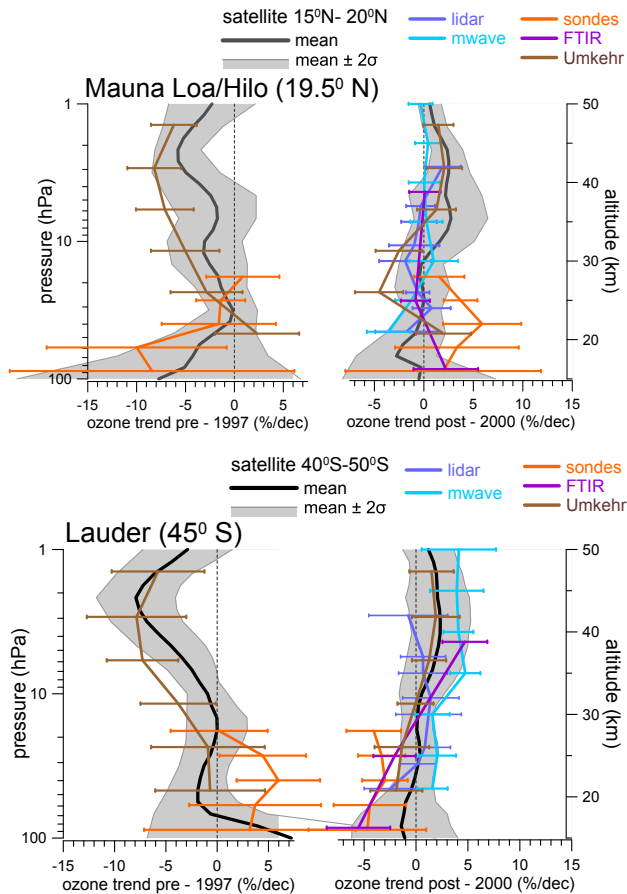 satellite 15⁰N- 20⁰N
mean
mean ± 2σ
lidar
mwave
sondes
FTIR
Umkehr
Mauna Loa/Hilo (19.5⁰ N)
1
10
100
pressure (hPa)
-15 -10 -5 0 5
ozone trend pre - 1997 (%/dec)
-5 0 5 10 15
ozone trend post - 2000 (%/dec)
50
40
30
20
altitude (km)
satellite 40⁰S-50⁰S
mean
mean ± 2σ
lidar
mwave
sondes
FTIR
Umkehr
Lauder (45⁰ S)
1
10
100
pressure (hPa)
-15 -10 -5 0 5
ozone trend pre - 1997 (%/dec)
-5 0 5 10 15
ozone trend post - 2000 (%/dec)
50
40
30
20
altitude (km)